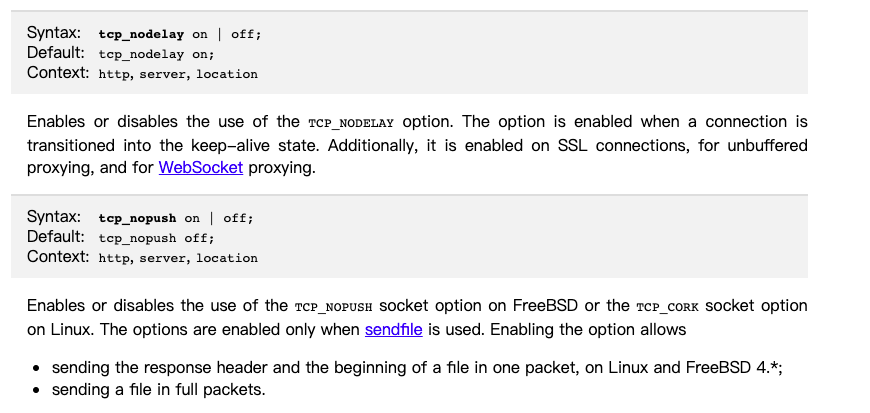 Syntax: tcp_nodelay on | off;
Default: tcp_nodelay on;
Context: http, server, location
Enables or disables the use of the TCP_NODELAY option. The option is enabled when a connection is
transitioned into the keep-alive state. Additionally, it is enabled on SSL connections, for unbuffered
proxying, and for WebSocket proxying.
Syntax: tcp_nopush on | off;
Default: tcp_nopush off;
Context: http, server, location
Enables or disables the use of the TCP_NOPUSH socket option on FreeBSD or the TCP_CORK socket option
on Linux. The options are enabled only when sendfile is used. Enabling the option allows
• sending the response header and the beginning of a file in one packet, on Linux and FreeBSD 4.*;
• sending a file in full packets.